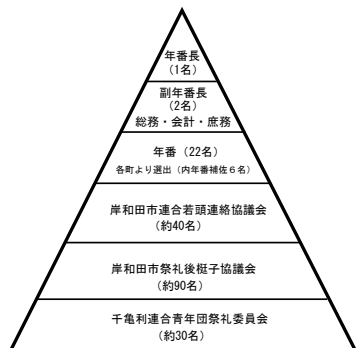 年番長
(1名)
副年番長
(2名)
総務・会計・庶務
年番(22名)
各町より選出(内年番補佐6名)
岸和田市連合若頭連絡協議会
(約40名)
岸和田市祭礼後梃子協議会
(約90名)
千亀利連合青年団祭礼委員会
(約30名)